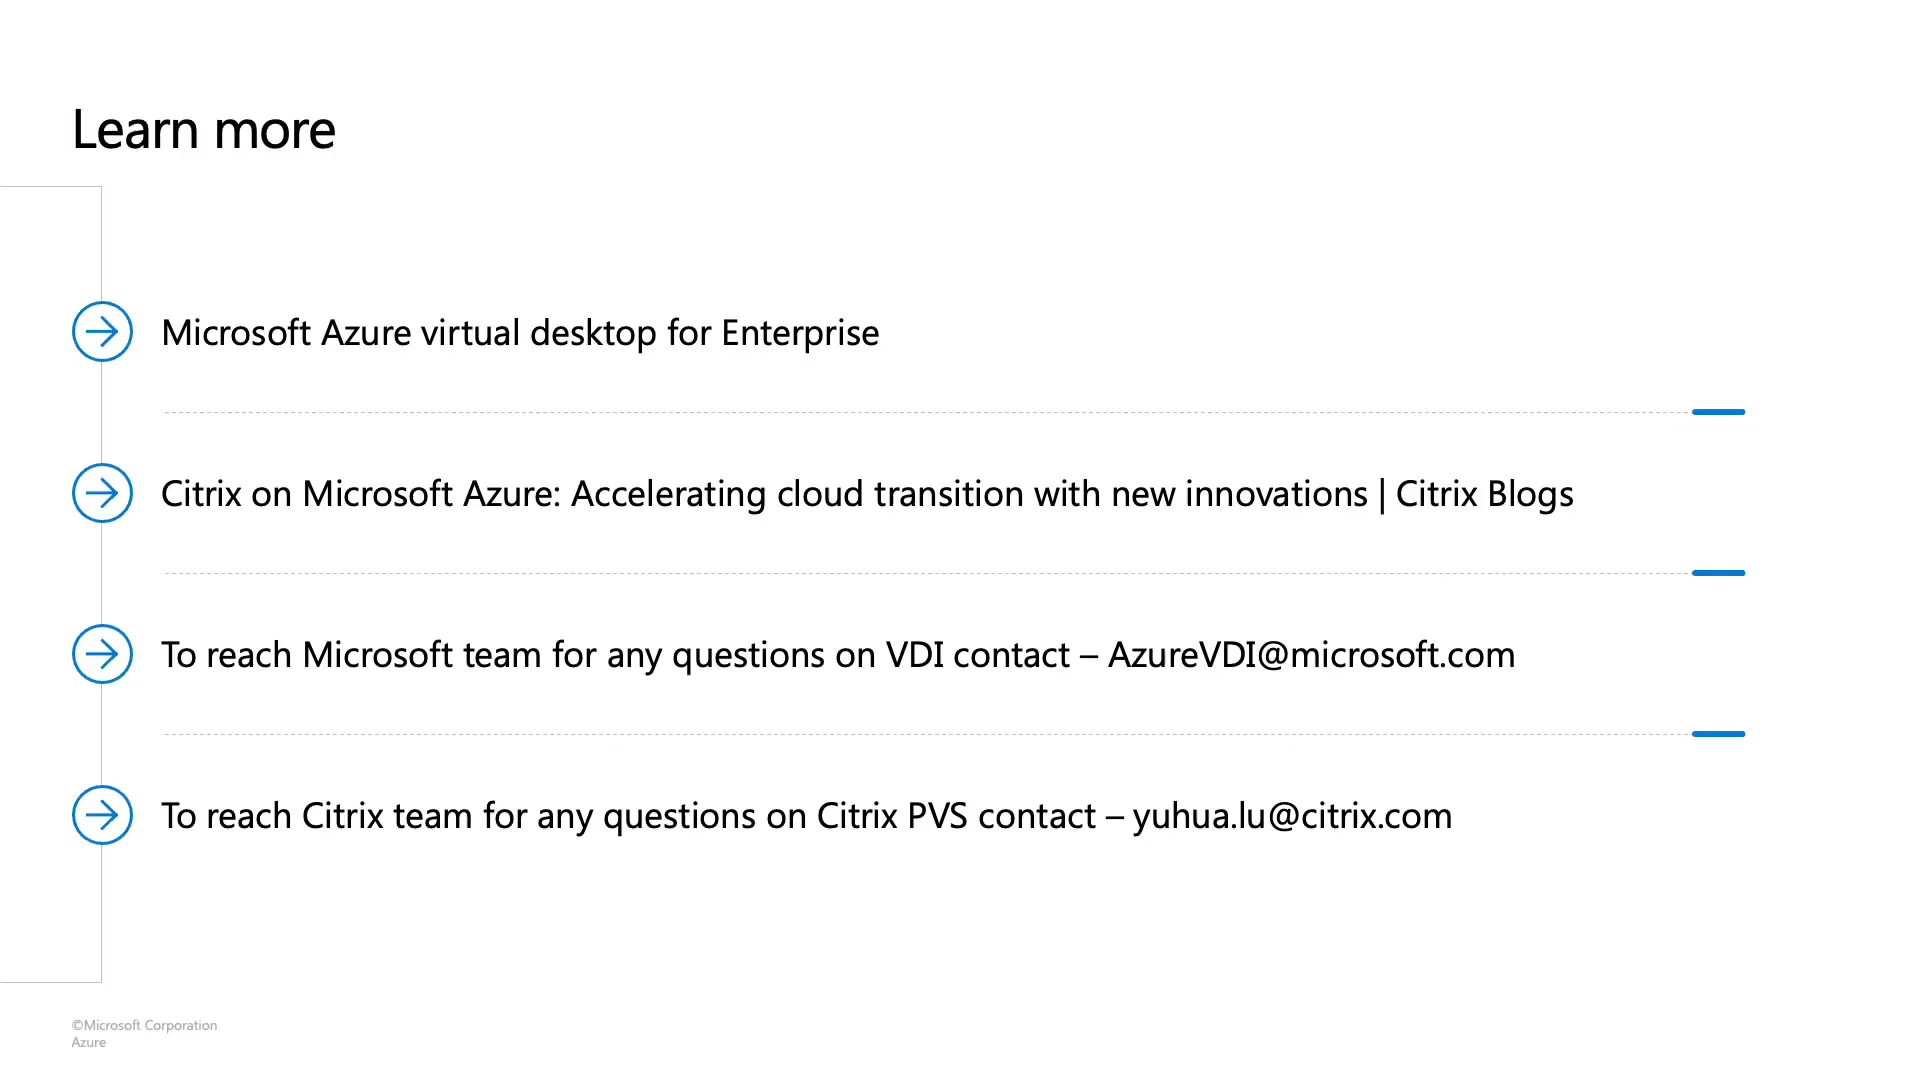 Learn more
Microsoft Azure virtual desktop for Enterprise
Citrix on Microsoft Azure: Accelerating cloud transition with new innovations | Citrix Blogs
To reach Microsoft team for any questions on VDI contact – AzureVDI@microsoft.com
To reach Citrix team for any questions on Citrix PVS contact – yuhua.lu@citrix.com
©Microsoft Corporation
Azure